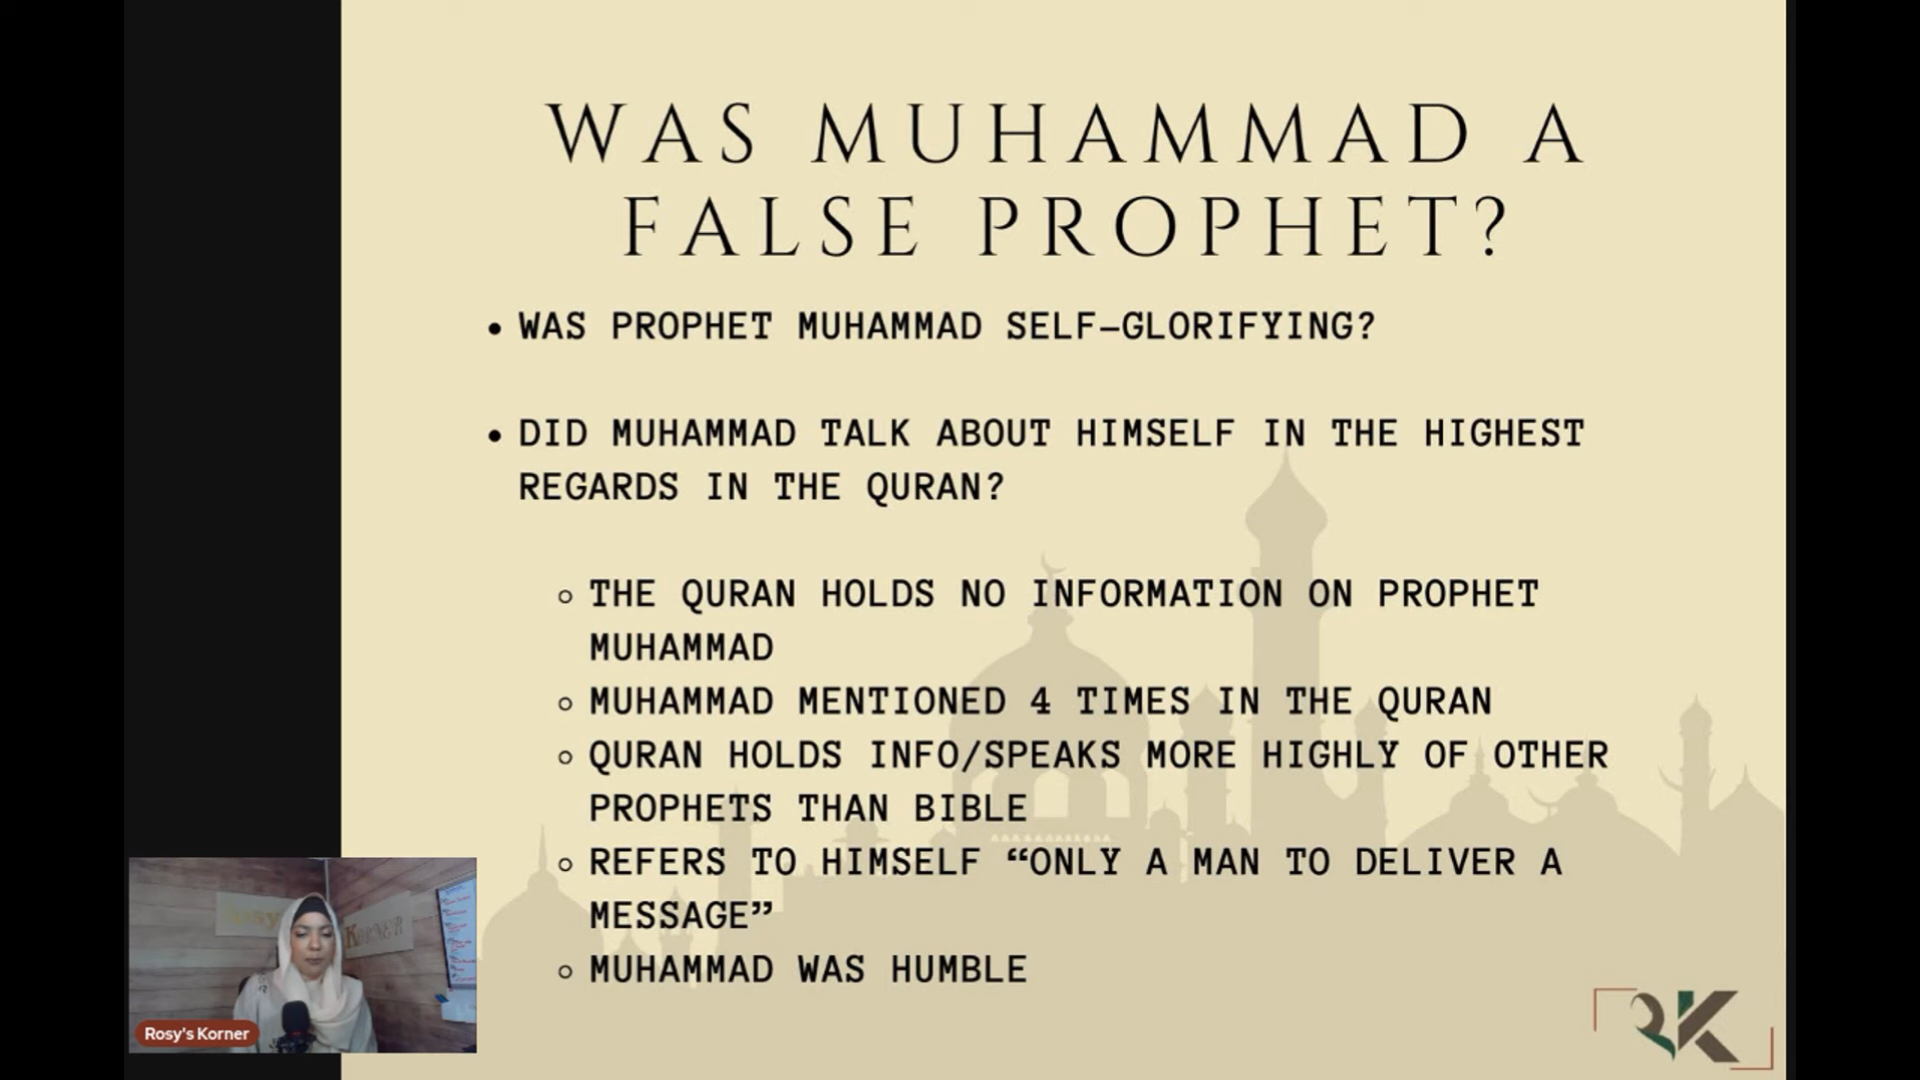 WAS MUHAMMAD A
FALSE PROPHET?
• WAS PROPHET MUHAMMAD SELF-GLORIFYING?
• DID MUHAMMAD TALK ABOUT HIMSELF IN THE HIGHEST
REGARDS IN THE QURAN?
○ THE QURAN HOLDS NO INFORMATION ON PROPHET
MUHAMMAD
○ MUHAMMAD MENTIONED 4 TIMES IN THE QURAN
○ QURAN HOLDS INFO/SPEAKS MORE HIGHLY OF OTHER
PROPHETS THAN BIBLE
○ REFERS TO HIMSELF “ONLY A MAN TO DELIVER A
MESSAGE”
○ MUHAMMAD WAS HUMBLE
Korner
Rosy's Korner
RK